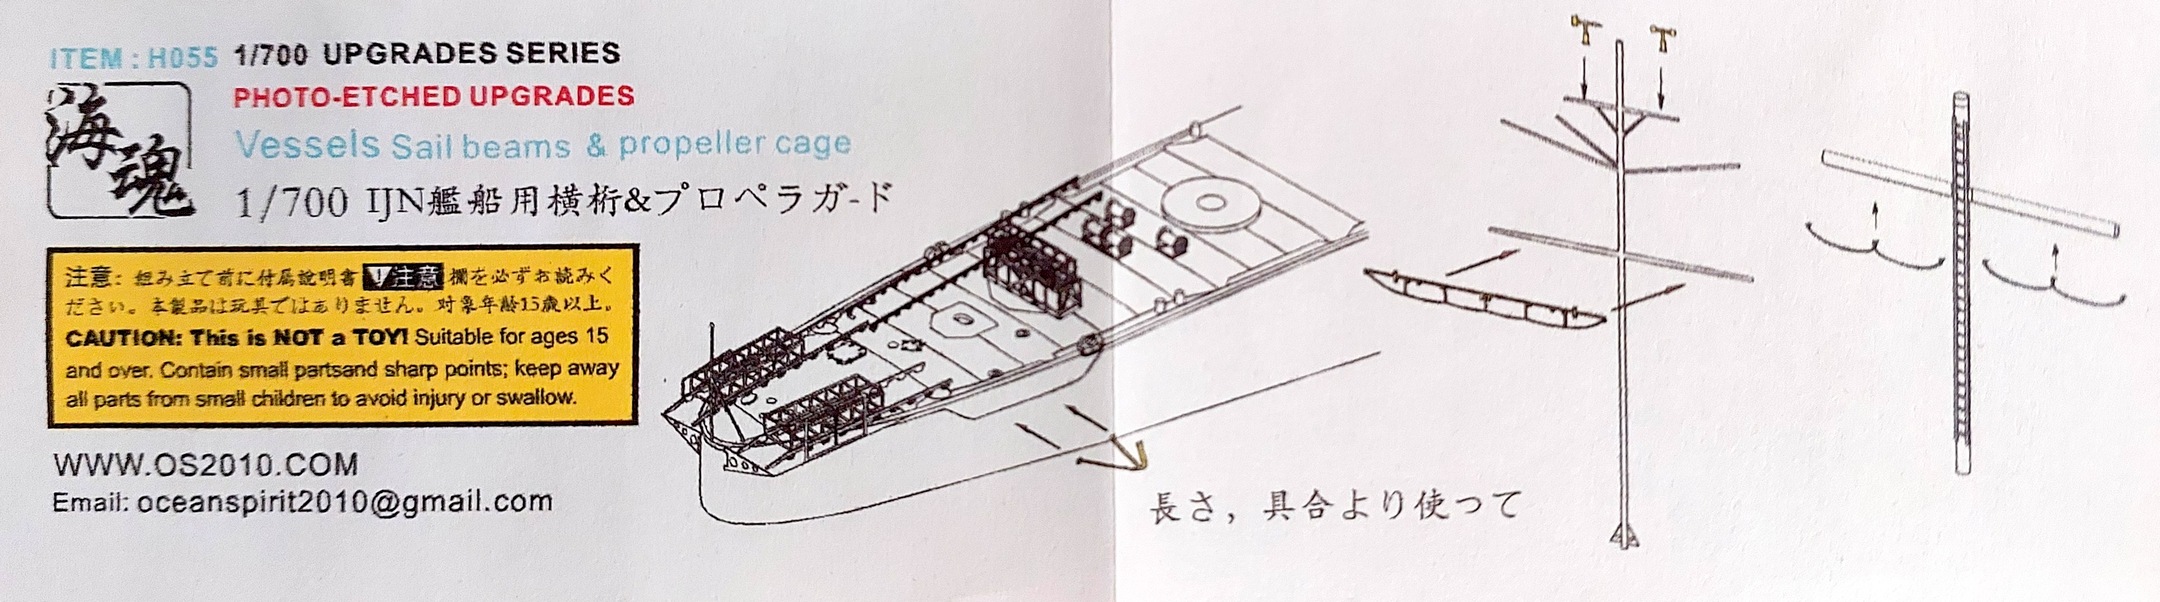 ITEM : H055 1/700 UPGRADES SERIES
海魂
PHOTO-ETCHED UPGRADES
Vessels Sail beams & propeller cage
1/700 IJN艦船用横桁&プロペラガ-ド
注意: 組み立て前に付属說明書 !注意 欄を必ずお読みく
ださい。本製品は玩具ではありません。対象年齢15歳以上。
CAUTION: This is NOT a TOY! Suitable for ages 15
and over. Contain small partsand sharp points; keep away
all parts from small children to avoid injury or swallow.
WWW.OS2010.COM
Email: oceanspirit2010@gmail.com
長さ, 具合より使つて